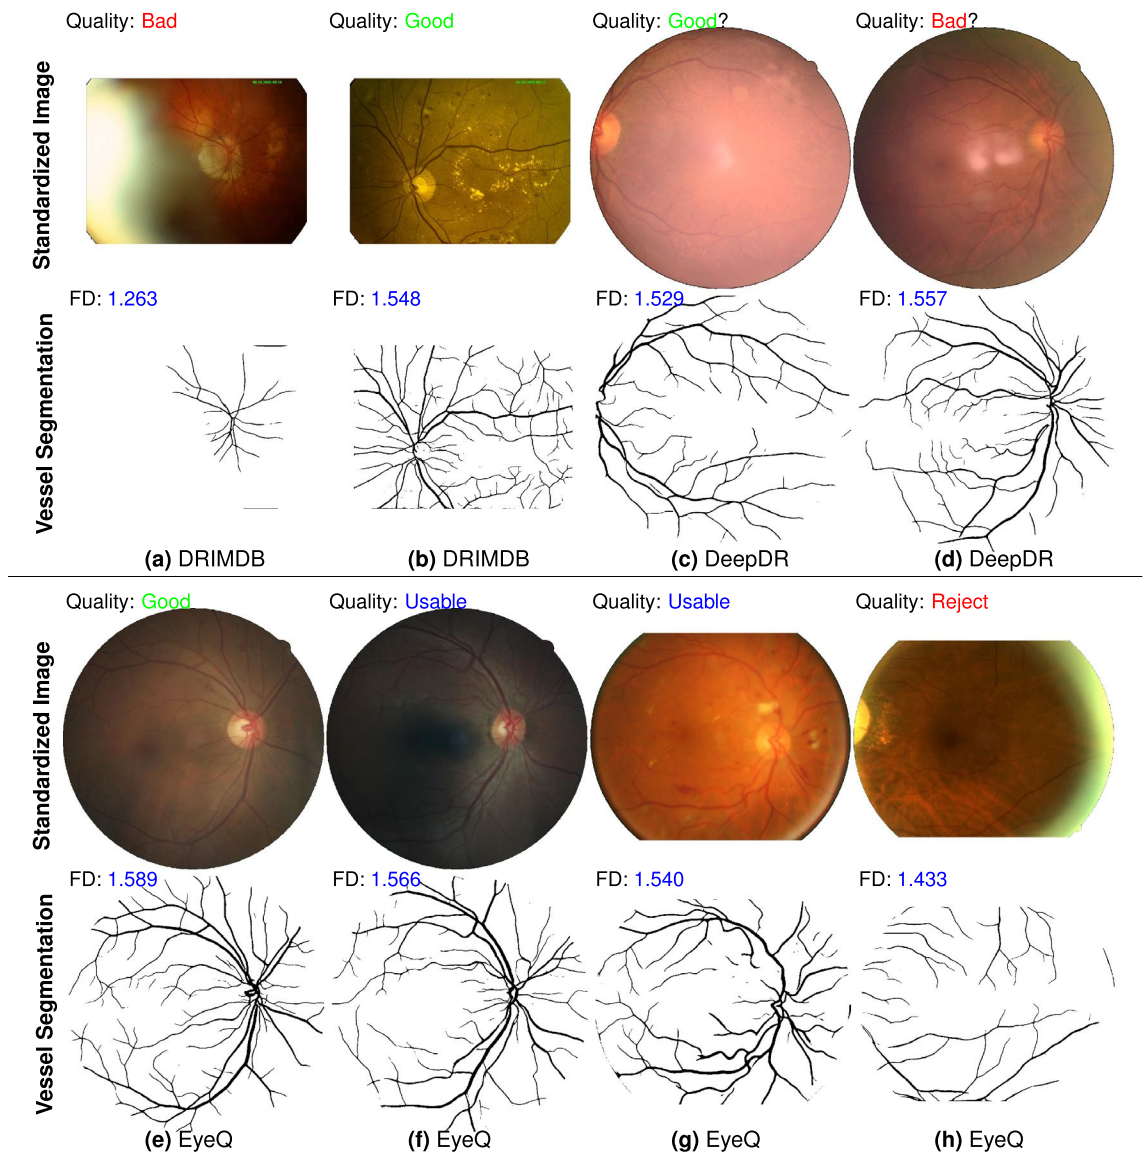 Quality: Bad
Quality: Good
Quality: Good?
Quality: Bad?
Standardized Image
FD: 1.263
FD: 1.548
FD: 1.529
FD: 1.557
Vessel Segmentation
(a) DRIMDB
(b) DRIMDB
(c) DeepDR
(d) DeepDR
Quality: Good
Quality: Usable
Quality: Usable
Quality: Reject
Standardized Image
FD: 1.589
FD: 1.566
FD: 1.540
FD: 1.433
Vessel Segmentation
(e) EyeQ
(f) EyeQ
(g) EyeQ
(h) EyeQ